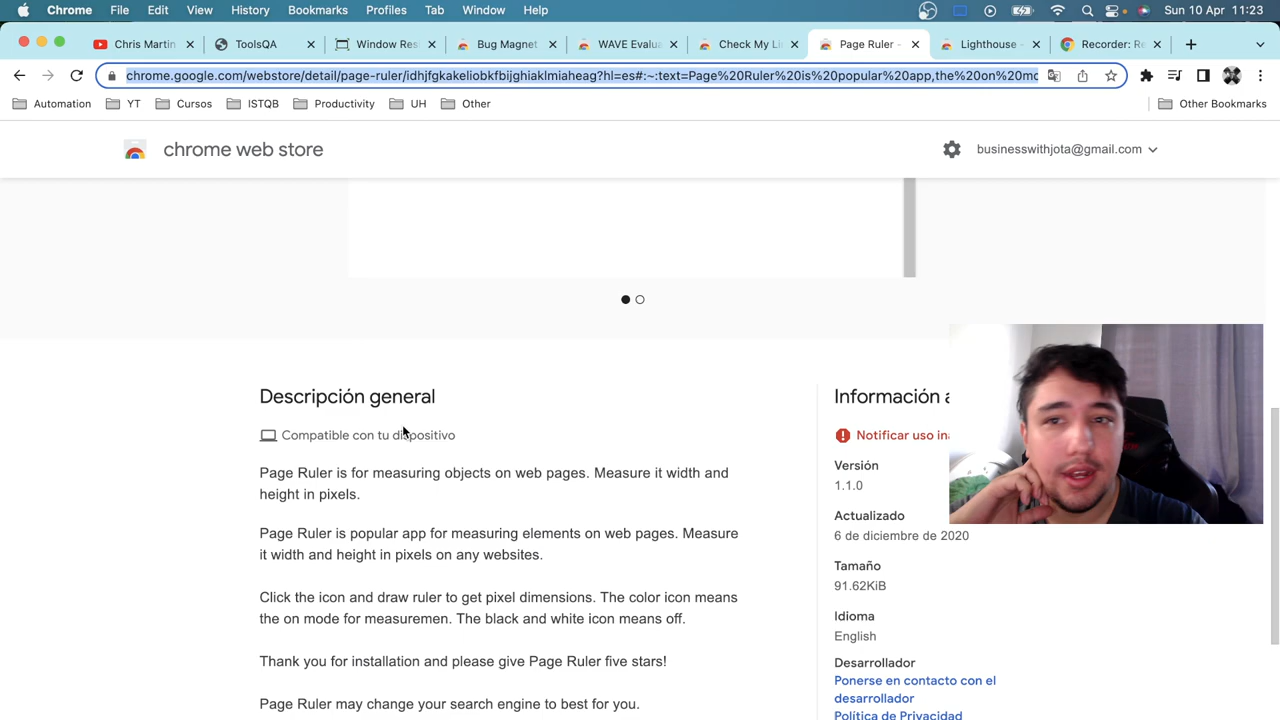 Chrome File Edit View History Bookmarks Profiles Tab Window Help Sun 10 Apr 11:23
Chris Martin ToolsQA Window Res Bug Magnet WAVE Evalua Check My Li Page Ruler - Lighthouse - Recorder: Re
chrome.google.com/webstore/detail/page-ruler/idhjfgkakeliobkfbijghiaklmiaheag?hl=es#:~:text=Page%20Ruler%20is%20popular%20app,the%20on%20mo
Automation YT Cursos ISTQB Productivity UH Other Other Bookmarks
chrome web store businesswithjota@gmail.com
Descripción general
Compatible con tu dispositivo
Page Ruler is for measuring objects on web pages. Measure it width and
height in pixels.
Page Ruler is popular app for measuring elements on web pages. Measure
it width and height in pixels on any websites.
Click the icon and draw ruler to get pixel dimensions. The color icon means
the on mode for measuremen. The black and white icon means off.
Thank you for installation and please give Page Ruler five stars!
Page Ruler may change your search engine to best for you.
Información a
Notificar uso ina
Versión
1.1.0
Actualizado
6 de diciembre de 2020
Tamaño
91.62KiB
Idioma
English
Desarrollador
Ponerse en contacto con el
desarrollador
Política de Privacidad